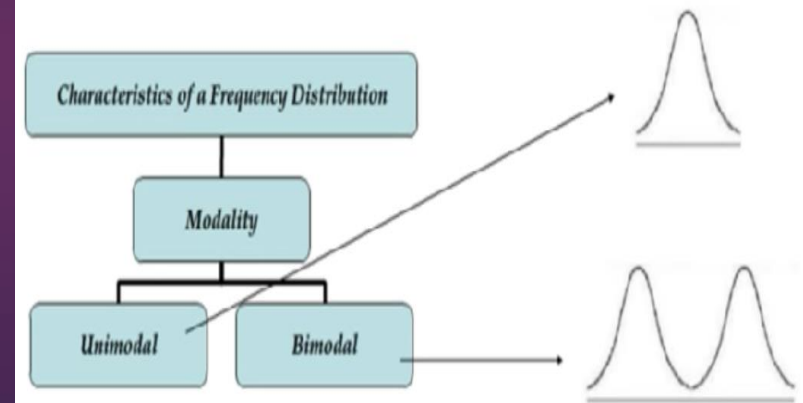 Characteristics of a Frequency Distribution
Modality
Unimodal
Bimodal